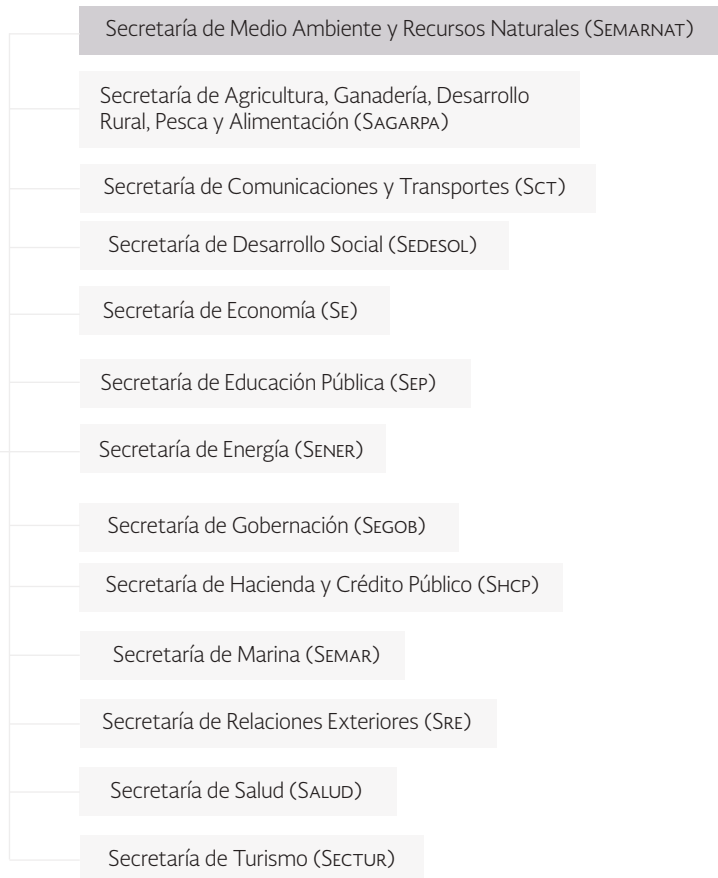 Secretaría de Medio Ambiente y Recursos Naturales (SEMARNAT)
Secretaría de Agricultura, Ganadería, Desarrollo
Rural, Pesca y Alimentación (SAGARPA)
Secretaría de Comunicaciones y Transportes (SCT)
Secretaría de Desarrollo Social (SEDESOL)
Secretaría de Economía (SE)
Secretaría de Educación Pública (SEP)
Secretaría de Energía (SENER)
Secretaría de Gobernación (SEGOB)
Secretaría de Hacienda y Crédito Público (SHCP)
Secretaría de Marina (SEMAR)
Secretaría de Relaciones Exteriores (SRE)
Secretaría de Salud (SALUD)
Secretaría de Turismo (SECTUR)